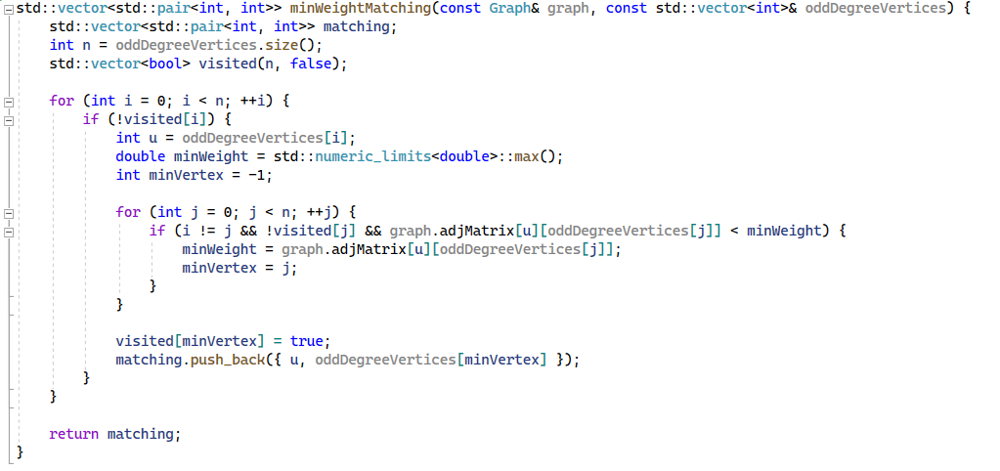 std::vector<std::pair<int, int>> minWeightMatching(const Graph& graph, const std::vector<int>& oddDegreeVertices) {
    std::vector<std::pair<int, int>> matching;
    int n = oddDegreeVertices.size();
    std::vector<bool> visited(n, false);

    for (int i = 0; i < n; ++i) {
        if (!visited[i]) {
            int u = oddDegreeVertices[i];
            double minWeight = std::numeric_limits<double>::max();
            int minVertex = -1;

            for (int j = 0; j < n; ++j) {
                if (i != j && !visited[j] && graph.adjMatrix[u][oddDegreeVertices[j]] < minWeight) {
                    minWeight = graph.adjMatrix[u][oddDegreeVertices[j]];
                    minVertex = j;
                }
            }

            visited[minVertex] = true;
            matching.push_back({ u, oddDegreeVertices[minVertex] });
        }
    }

    return matching;
}